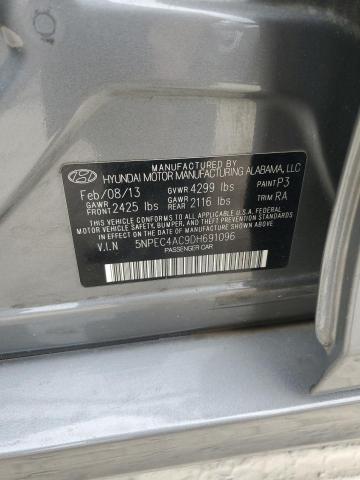 MANUFACTURED BY
HYUNDAI MOTOR MANUFACTURING ALABAMA, LLC
Feb/08/13 GVWR 4299 lbs PAINT P3
GAWR FRONT 2425 lbs GAWR REAR 2116 lbs TRIM RA
THIS VEHICLE CONFORMS TO ALL APPLICABLE U.S. FEDERAL
MOTOR VEHICLE SAFETY, BUMPER, AND THEFT PREVENTION STANDARDS
IN EFFECT ON THE DATE OF MANUFACTURE SHOWN ABOVE.
V.I.N 5NPEC4AC9DH691096
PASSENGER CAR